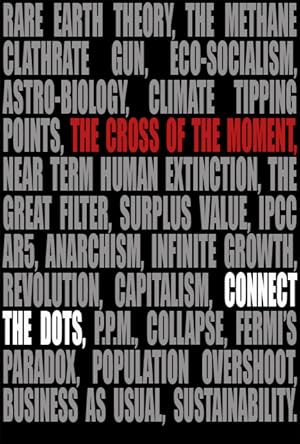 RARE EARTH THEORY, THE METHANE
CLATHRATE GUN, ECO-SOCIALISM,
ASTRO-BIOLOGY, CLIMATE TIPPING
POINTS, THE CROSS OF THE MOMENT,
NEAR TERM HUMAN EXTINCTION, THE
GREAT FILTER, SURPLUS VALUE, IPCC
AR5, ANARCHISM, INFINITE GROWTH,
REVOLUTION, CAPITALISM, CONNECT
THE DOTS, P.P.M., COLLAPSE, FERMI'S
PARADOX, POPULATION OVERSHOOT,
BUSINESS AS USUAL, SUSTAINABILITY.